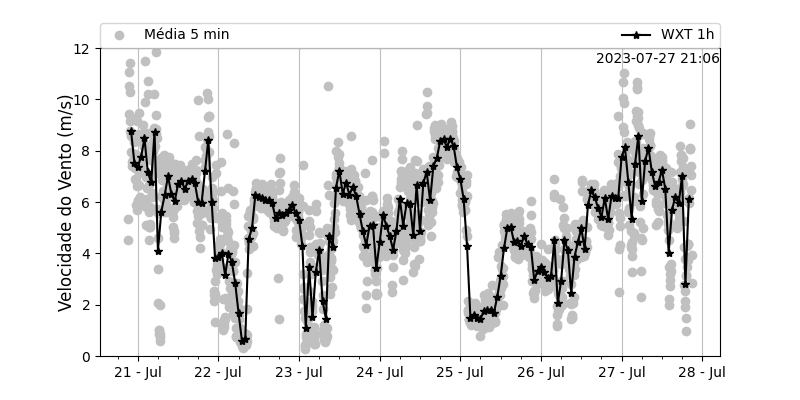 Média 5 min
WXT 1h
2023-07-27 21:06
Velocidade do Vento (m/s)
12
10
8
6
4
2
0
21 - Jul
22 - Jul
23 - Jul
24 - Jul
25 - Jul
26 - Jul
27 - Jul
28 - Jul